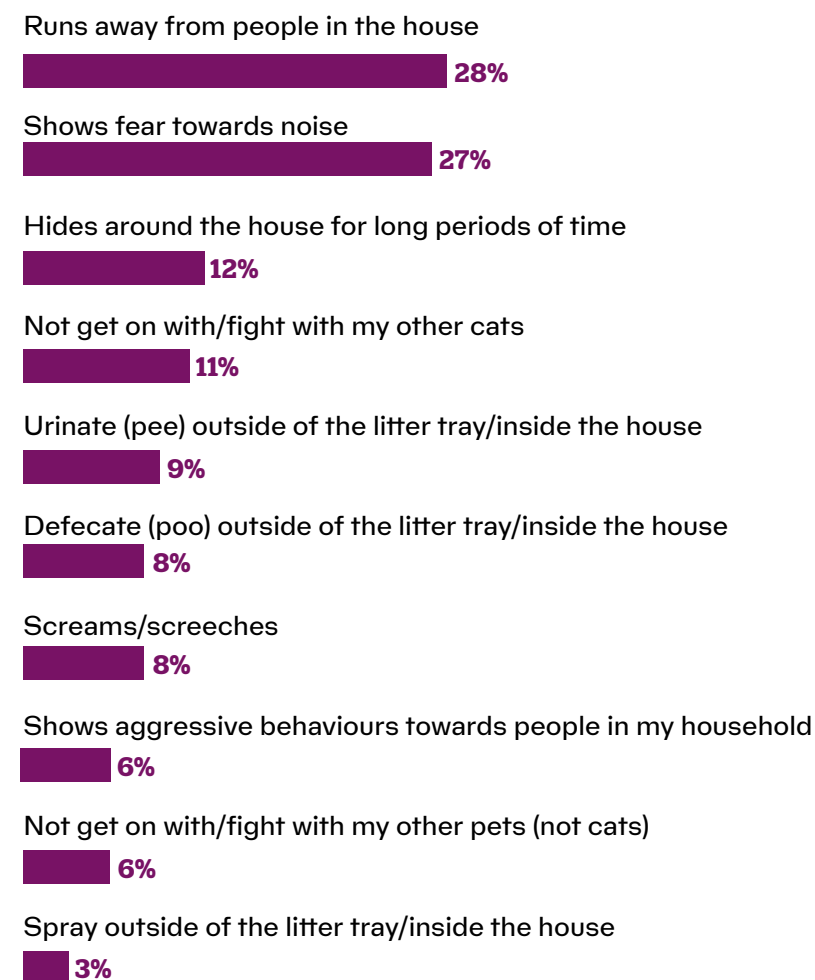 Runs away from people in the house
28%
Shows fear towards noise
27%
Hides around the house for long periods of time
12%
Not get on with/fight with my other cats
11%
Urinate (pee) outside of the litter tray/inside the house
9%
Defecate (poo) outside of the litter tray/inside the house
8%
Screams/screeches
8%
Shows aggressive behaviours towards people in my household
6%
Not get on with/fight with my other pets (not cats)
6%
Spray outside of the litter tray/inside the house
3%